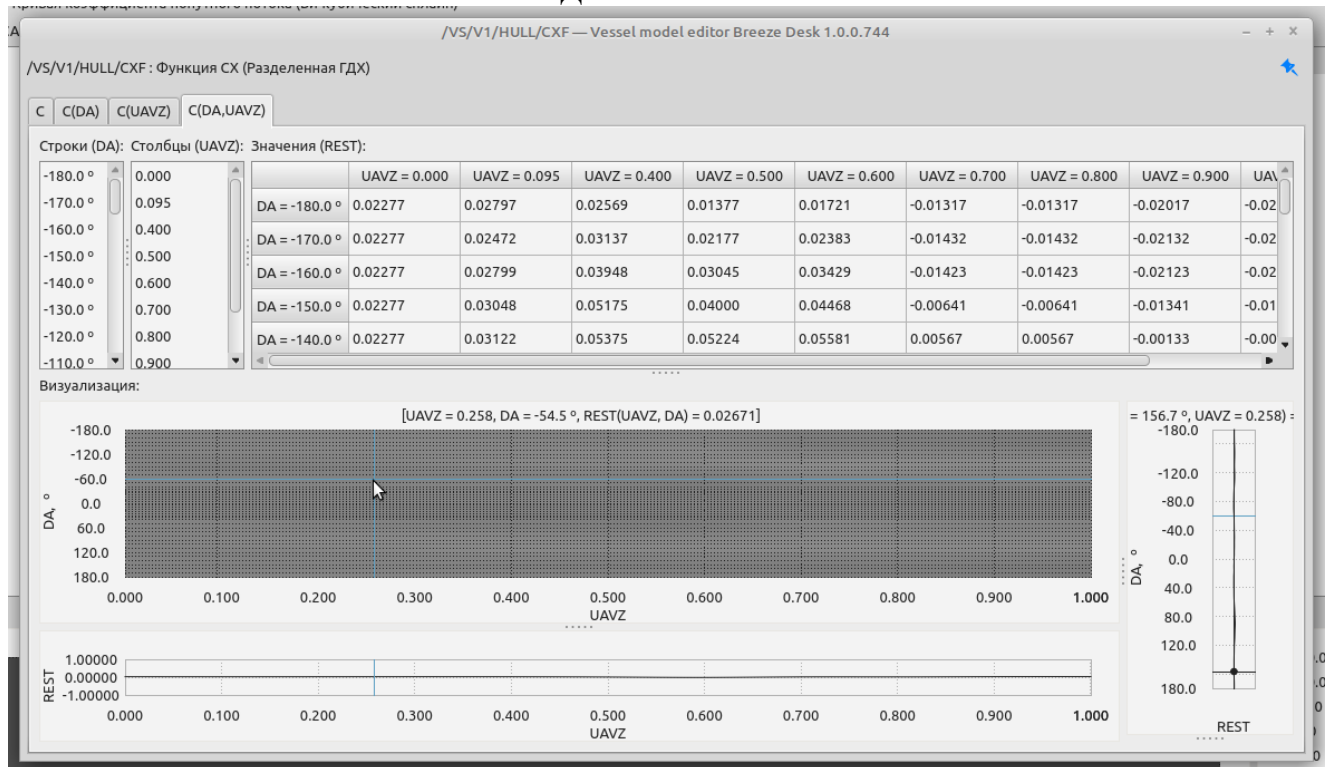 /VS/V1/HULL/CXF — Vessel model editor Breeze Desk 1.0.0.744
/VS/V1/HULL/CXF : Функция CX (Разделенная ГДХ)
C C(DA) C(UAVZ) C(DA,UAVZ)
Строки (DA): Столбцы (UAVZ): Значения (REST):
-180.0 º
-170.0 º
-160.0 º
-150.0 º
-140.0 º
-130.0 º
-120.0 º
-110.0 º
0.000
0.095
0.400
0.500
0.600
0.700
0.800
0.900
UAVZ = 0.000 UAVZ = 0.095 UAVZ = 0.400 UAVZ = 0.500 UAVZ = 0.600 UAVZ = 0.700 UAVZ = 0.800 UAVZ = 0.900
DA = -180.0 º 0.02277 0.02797 0.02569 0.01377 0.01721 -0.01317 -0.01317 -0.02017 -0.02
DA = -170.0 º 0.02277 0.02472 0.03137 0.02177 0.02383 -0.01432 -0.01432 -0.02132 -0.02
DA = -160.0 º 0.02277 0.02799 0.03948 0.03045 0.03429 -0.01423 -0.01423 -0.02123 -0.02
DA = -150.0 º 0.02277 0.03048 0.05175 0.04000 0.04468 -0.00641 -0.00641 -0.01341 -0.01
DA = -140.0 º 0.02277 0.03122 0.05375 0.05224 0.05581 0.00567 0.00567 -0.00133 -0.00
Визуализация:
[UAVZ = 0.258, DA = -54.5 º, REST(UAVZ, DA) = 0.02671]
-180.0
-120.0
-60.0
0.0
60.0
120.0
180.0
DA, º
0.000 0.100 0.200 0.300 0.400 0.500 0.600 0.700 0.800 0.900 1.000
UAVZ
= 156.7 º, UAVZ = 0.258) =
-180.0
-120.0
-80.0
-40.0
0.0
40.0
80.0
120.0
180.0
DA, º
REST
1.00000
0.00000
-1.00000
REST
0.000 0.100 0.200 0.300 0.400 0.500 0.600 0.700 0.800 0.900 1.000
UAVZ